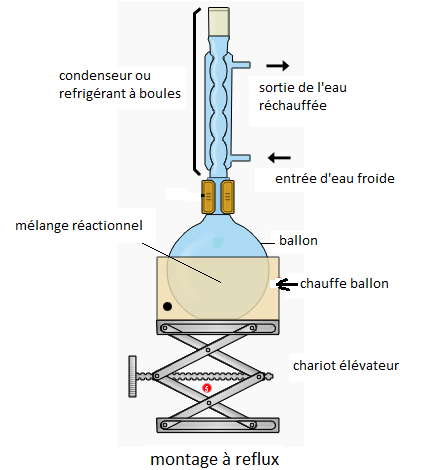 condenseur ou
refrigérant à boules
sortie de l'eau
réchauffée
entrée d'eau froide
mélange réactionnel
ballon
chauffe ballon
chariot élévateur
5
montage à reflux